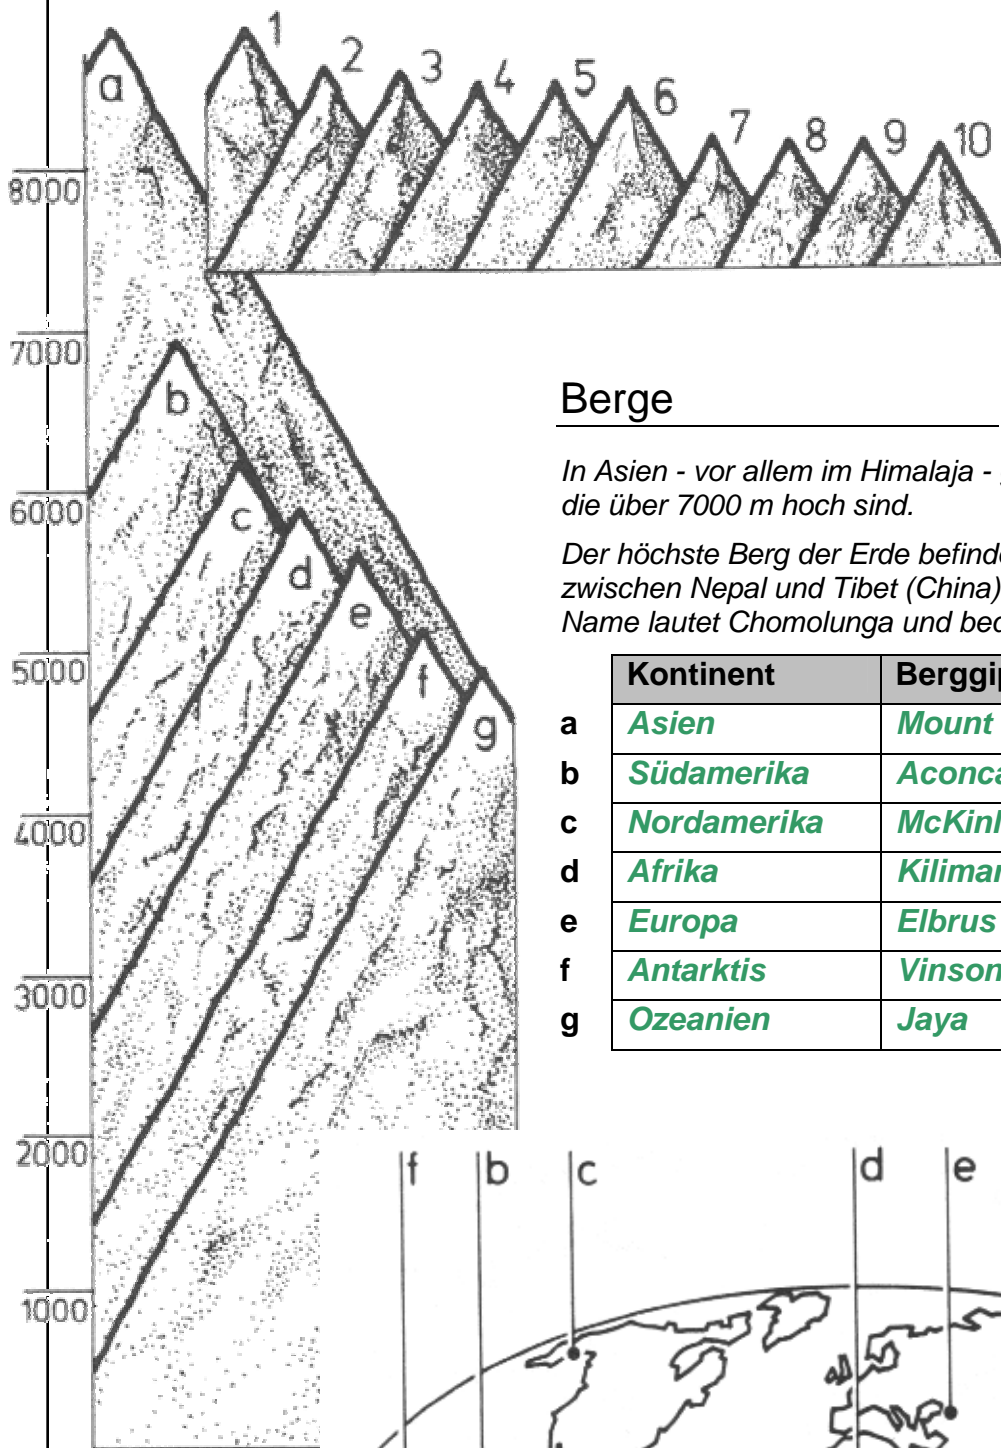 a
1
2
3
4
5
6
7
8
9
10
8000
7000
b
6000
c
d
e
5000
f
g
4000
3000
2000
1000
Berge
In Asien - vor allem im Himalaja -
die über 7000 m hoch sind.
Der höchste Berg der Erde
zwischen Nepal und Tibet (China)
Name lautet Chomolunga und
Kontinent
a Asien Mount
b Südamerika
c Nordamerika
d Afrika
e Europa Elbrus
f Antarktis Vinson
g Ozeanien Jaya
f b c d e